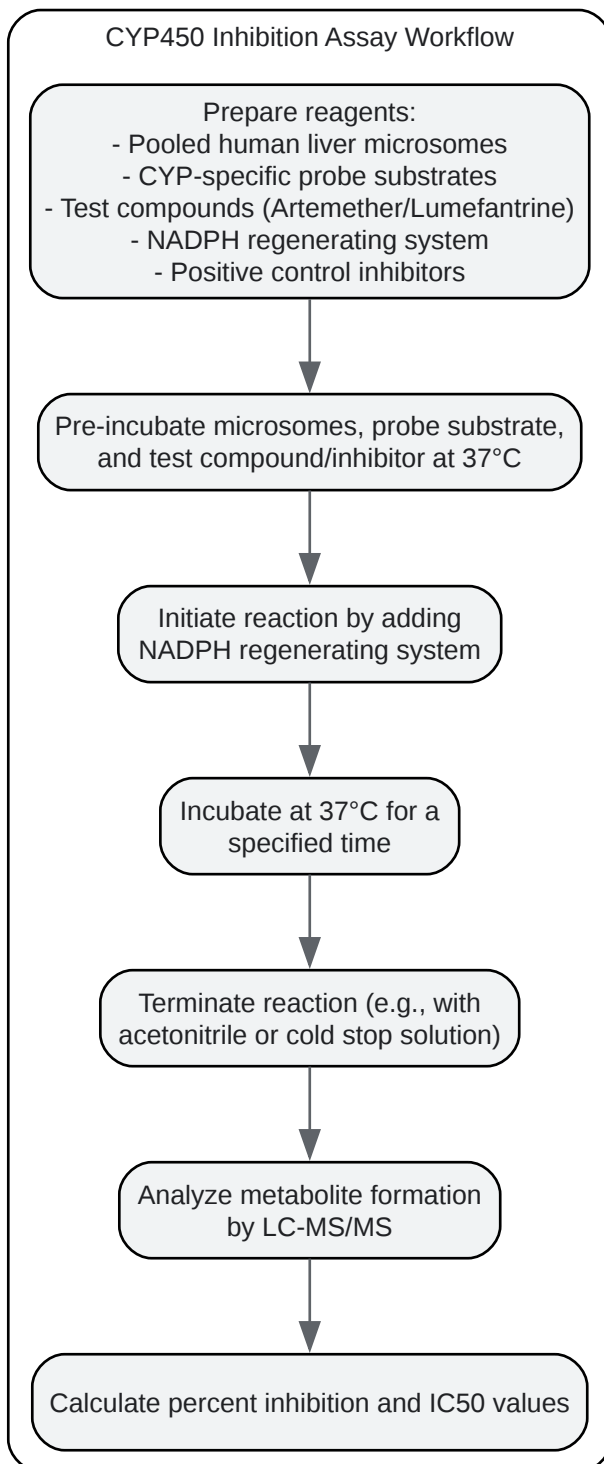 CYP450 Inhibition Assay Workflow
Prepare reagents:
- Pooled human liver microsomes
- CYP-specific probe substrates
- Test compounds (Artemether/Lumefantrine)
- NADPH regenerating system
- Positive control inhibitors
Pre-incubate microsomes, probe substrate,
and test compound/inhibitor at 37°C
Initiate reaction by adding
NADPH regenerating system
Incubate at 37°C for a
specified time
Terminate reaction (e.g., with
acetonitrile or cold stop solution)
Analyze metabolite formation
by LC-MS/MS
Calculate percent inhibition and IC50 values